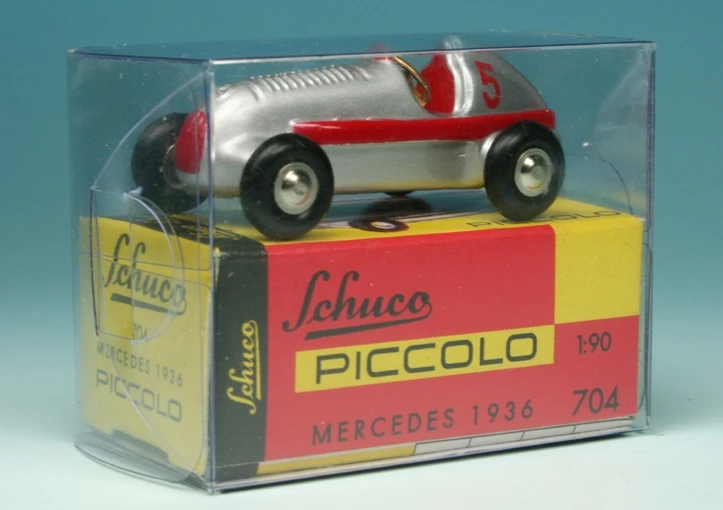 5
PICCOLO
Schuco
704
MERCEDES 1936
PICCOLO
Schuco
Schuco
PICCOLO
1:90
MERCEDES 1936
704